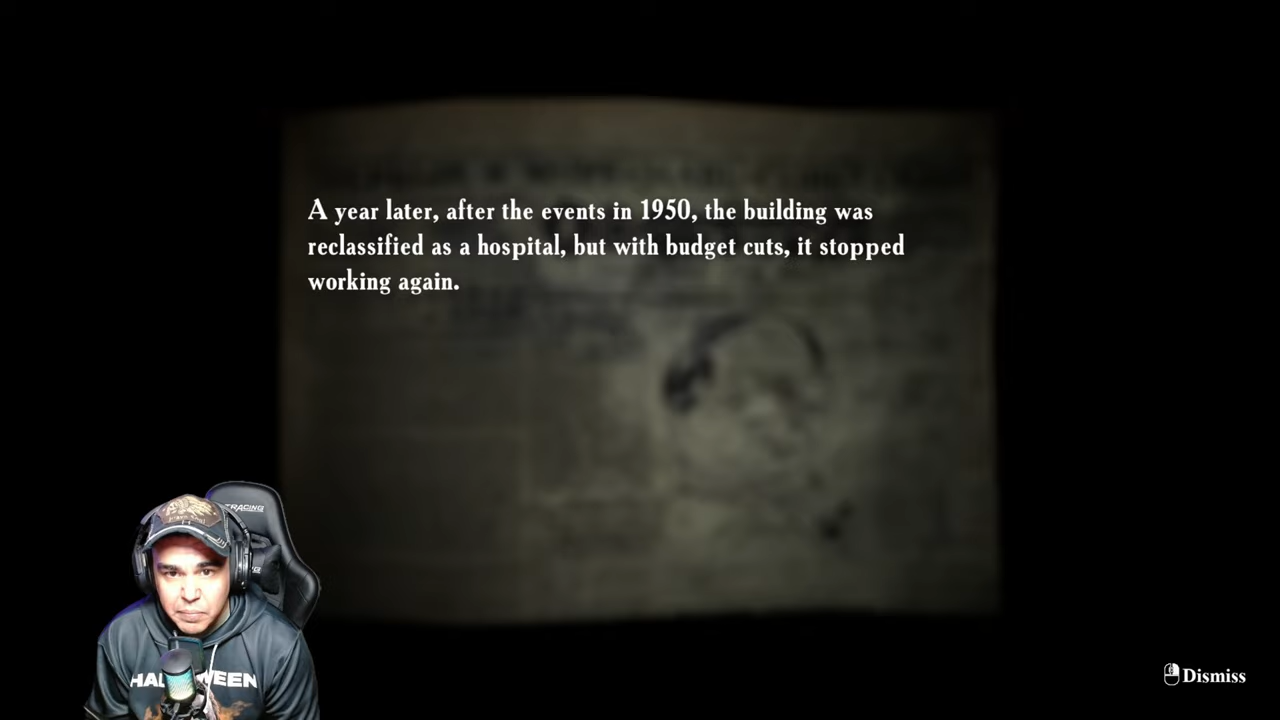 A year later, after the events in 1950, the building was
reclassified as a hospital, but with budget cuts, it stopped
working again.
TRACING
HALLOWEEN
Dismiss